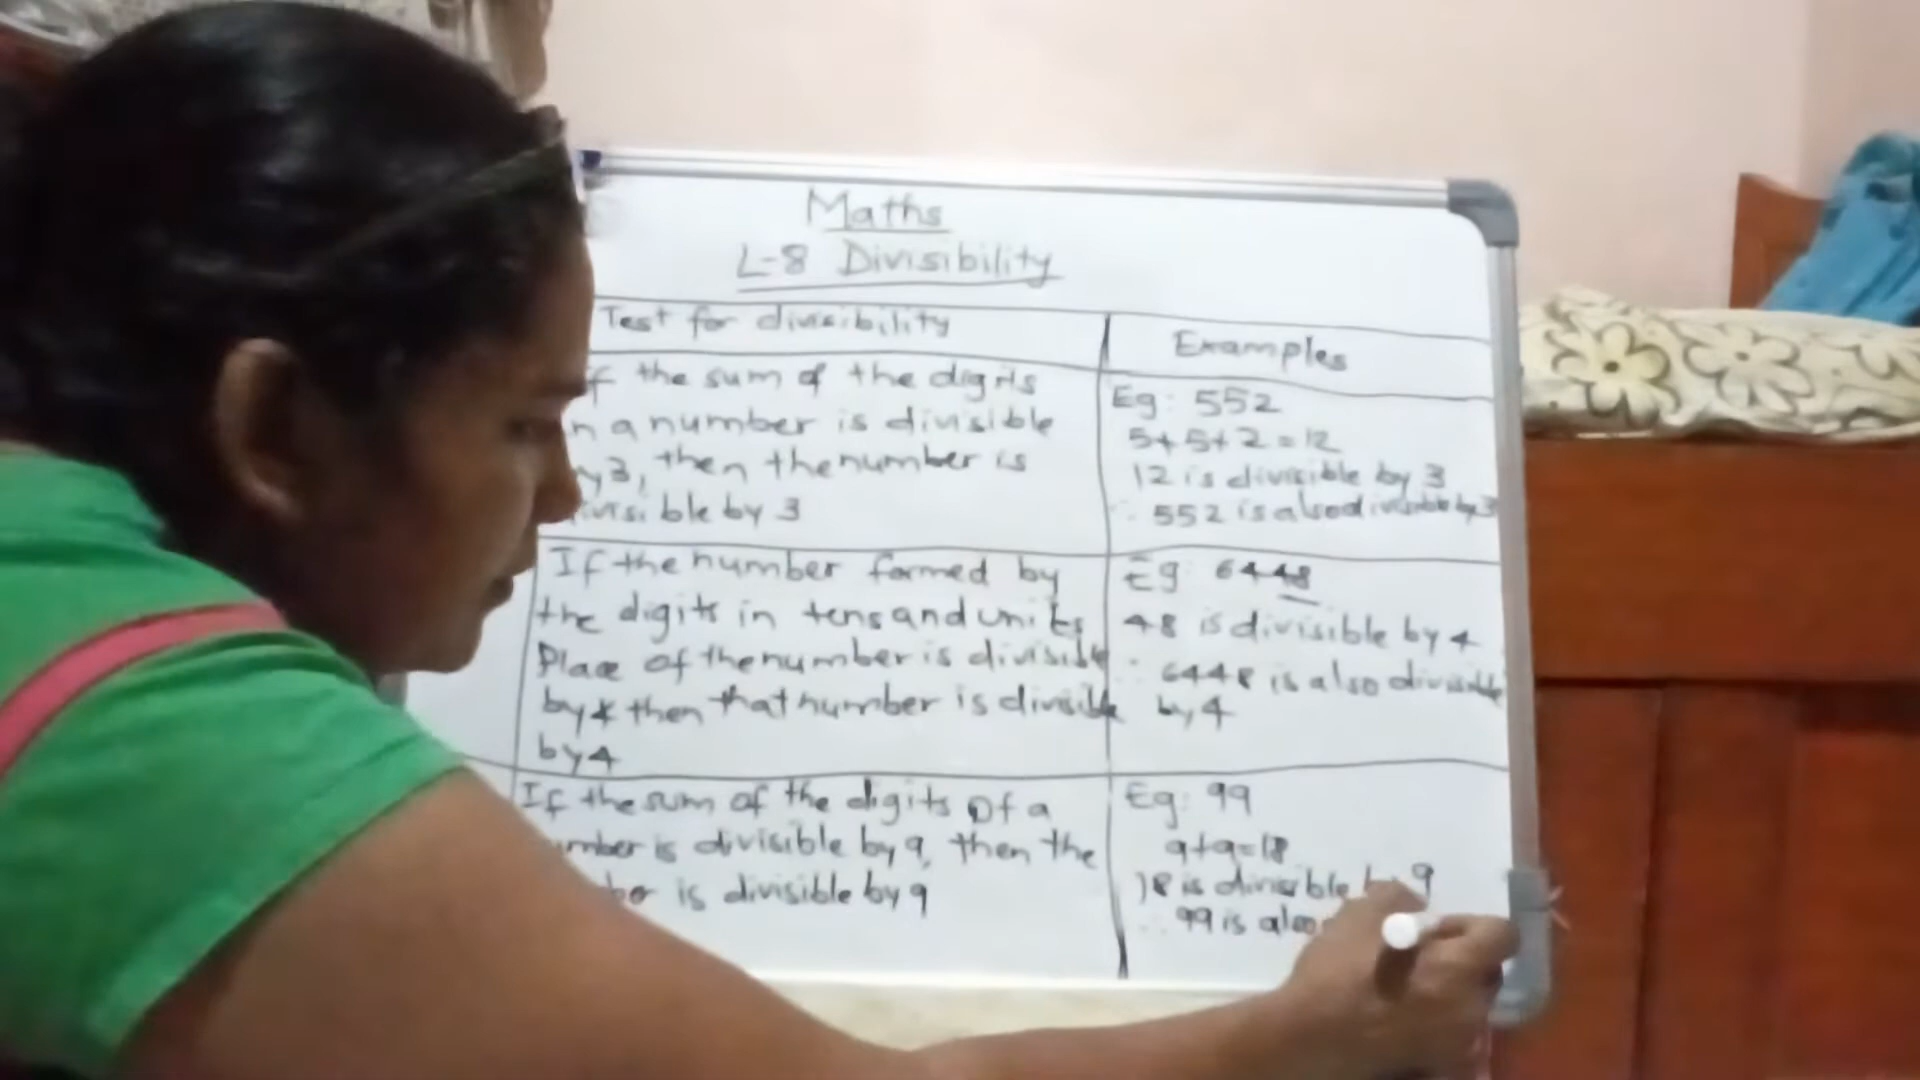 Maths
L-8 Divisibility
Test for divisibility
Examples
the sum of the digits
a number is divisible
3, then the number is
divisible by 3
Eg: 552
5+5+2=12
12 is divisible by 3
∴ 552 is also divisible by 3
If the number formed by
the digits in tens and units
Place of the number is divisible
by 4 then that number is divisible
by 4
Eg: 6448
48 is divisible by 4
∴ 6448 is also divisible
by 4
If the sum of the digits Of a
is divisible by 9, then the
is divisible by 9
Eg: 99
9+9=18
18 is divisible 9
∴ 99 is also